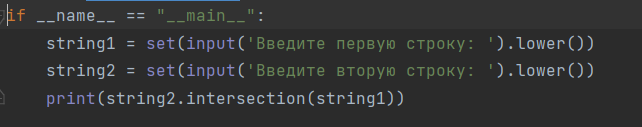 if __name__ == "__main__":
    string1 = set(input('Введите первую строку: ').lower())
    string2 = set(input('Введите вторую строку: ').lower())
    print(string2.intersection(string1))